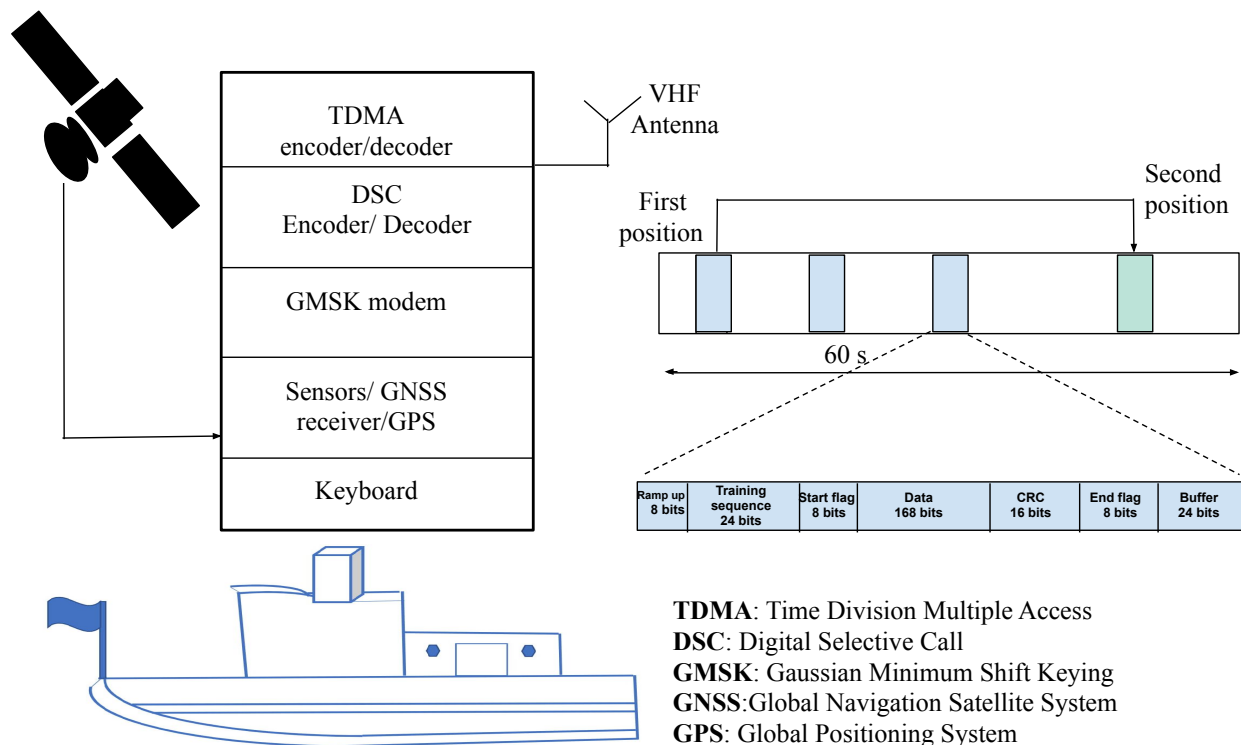 TDMA
encoder/decoder
DSC
Encoder/ Decoder
GMSK modem
Sensors/ GNSS
receiver/GPS
Keyboard
VHF
Antenna
First
position
Second
position
60 s
Ramp up
8 bits
Training
sequence
24 bits
Start flag
8 bits
Data
168 bits
CRC
16 bits
End flag
8 bits
Buffer
24 bits
TDMA: Time Division Multiple Access
DSC: Digital Selective Call
GMSK: Gaussian Minimum Shift Keying
GNSS:Global Navigation Satellite System
GPS: Global Positioning System